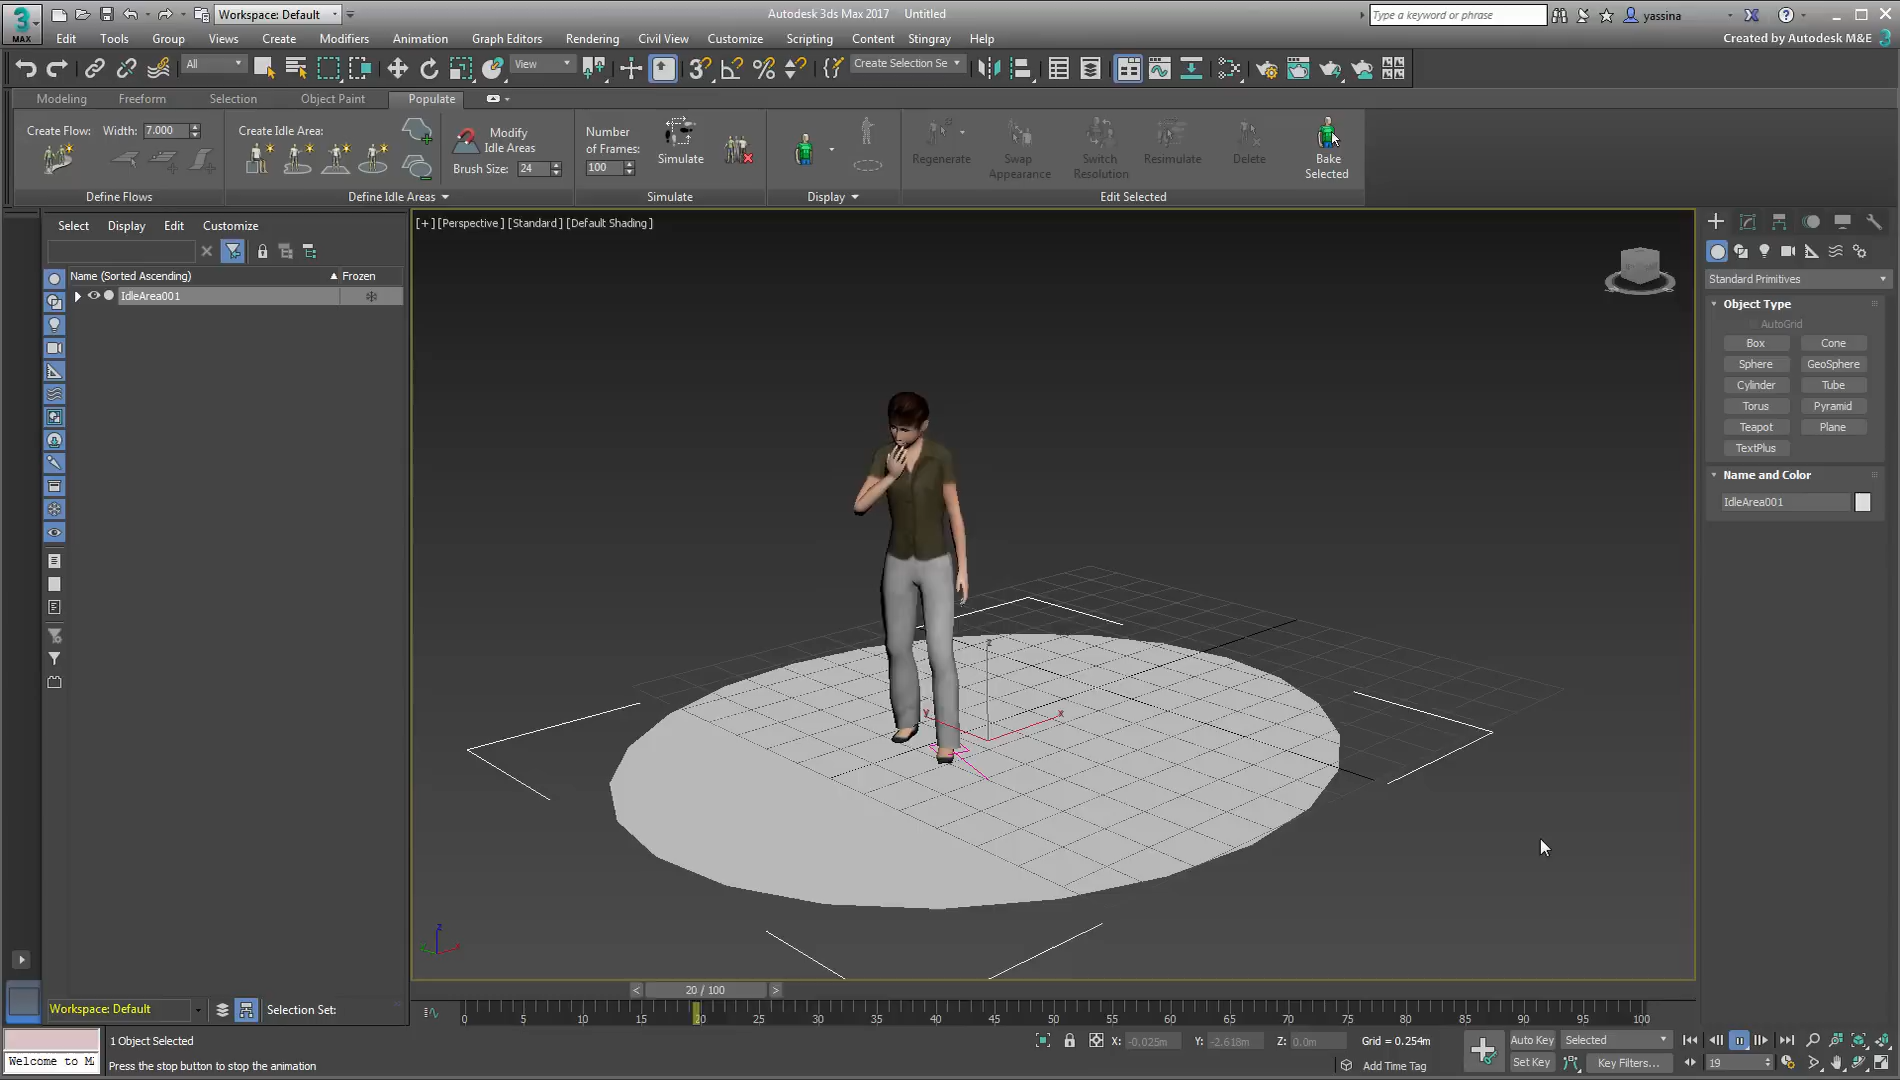 Workspace: Default
Autodesk 3ds Max 2017 Untitled
Type a keyword or phrase
yassina
MAX
Edit Tools Group Views Create Modifiers Animation Graph Editors Rendering Civil View Customize Scripting Content Stingray Help
Created by Autodesk M&E
All
View
Create Selection Se
Modeling Freeform Selection Object Paint Populate
Create Flow: Width: 7.000
Create Idle Area:
Modify
Idle Areas
Brush Size: 24
Number
of Frames:
100
Simulate
Regenerate
Swap
Appearance
Switch
Resolution
Resimulate
Delete
Bake
Selected
Define Flows
Define Idle Areas
Simulate
Display
Edit Selected
Select Display Edit Customize
[+] [Perspective] [Standard] [Default Shading]
Name (Sorted Ascending) Frozen
IdleArea001
Standard Primitives
Object Type
AutoGrid
Box Cone
Sphere GeoSphere
Cylinder Tube
Torus Pyramid
Teapot Plane
TextPlus
Name and Color
IdleArea001
z
y
x
z
20 / 100
Workspace: Default
Selection Set:
0 5 10 15 20 25 30 35 40 45 50 55 60 65 70 75 80 85 90 95 100
1 Object Selected
X: -0.025m Y: -2.618m Z: 0.0m
Grid = 0.254m
Auto Key Selected
Welcome to M
Press the stop button to stop the animation
Add Time Tag
Set Key Key Filters...
19